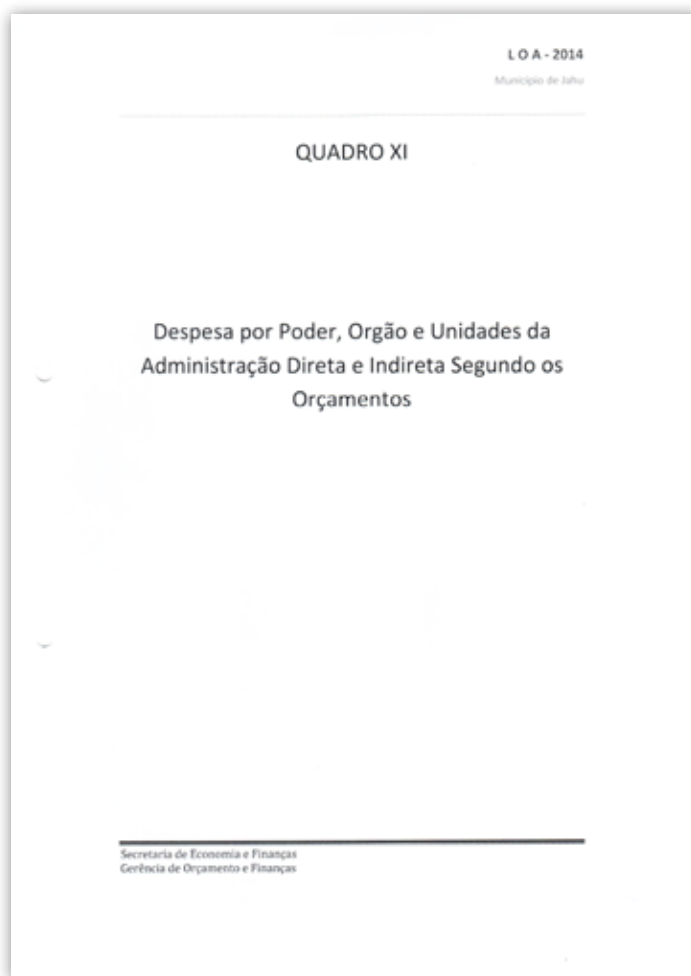 L O A - 2014
Município de Jahu
QUADRO XI
Despesa por Poder, Orgão e Unidades da
Administração Direta e Indireta Segundo os
Orçamentos
Secretaria de Economia e Finanças
Gerência de Orçamento e Finanças